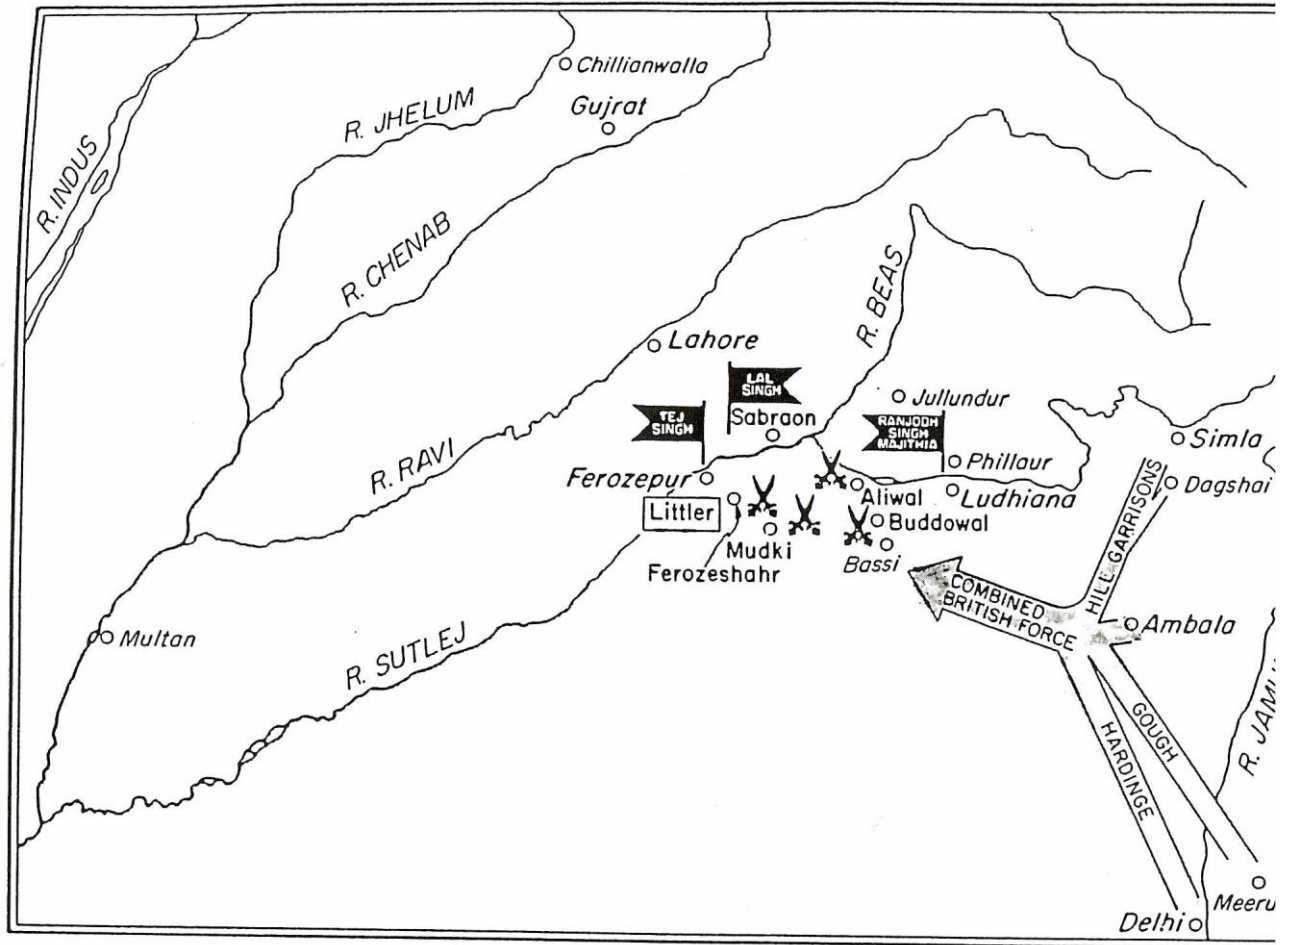 Chillianwalla
Gujrat
R. JHELUM
R. INDUS
R. CHENAB
R. BEAS
Lahore
LAL
SINGH
TEJ
SINGH
Sabraon
Jullundur
RANJODH
SINGH
MAJITHIA
Simla
Phillaur
Dagshai
R. RAVI
Ferozepur
Aliwal
Ludhiana
Littler
Buddowal
Mudki
Bassi
Ferozeshahr
HILL GARRISONS
COMBINED
BRITISH FORCE
Ambala
Multan
R. SUTLEJ
GOUGH
HARDINGE
R. JAMU
Meeru
Delhi